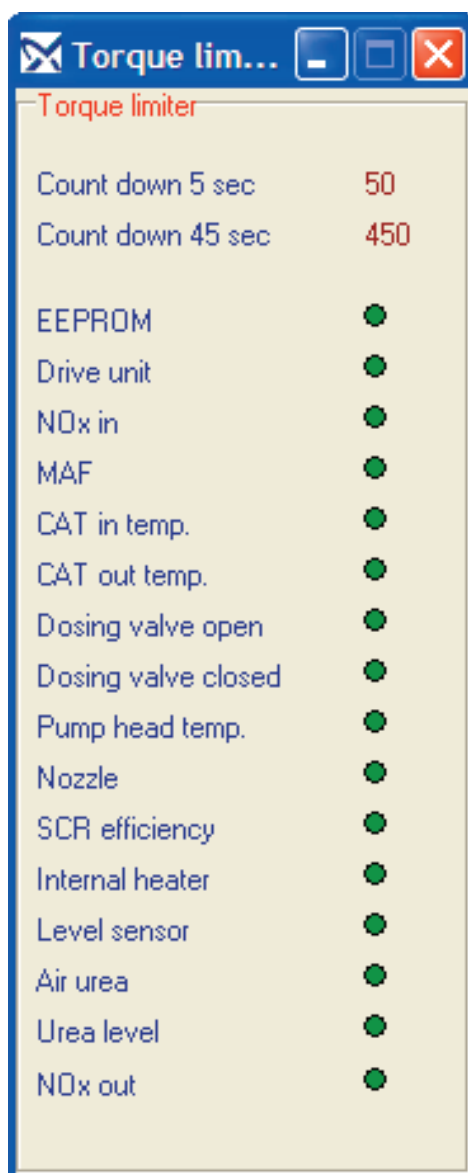 Torque lim...
Torque limiter
Count down 5 sec 50
Count down 45 sec 450
EEPROM
Drive unit
NOx in
MAF
CAT in temp.
CAT out temp.
Dosing valve open
Dosing valve closed
Pump head temp.
Nozzle
SCR efficiency
Internal heater
Level sensor
Air urea
Urea level
NOx out